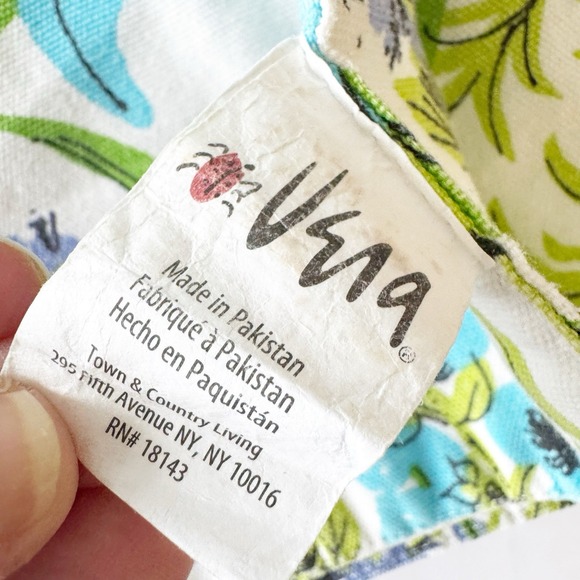 Vera®
Made in Pakistan
Fabriqué à Pakistan
Hecho en Paquistán
Town & Country Living
295 Fifth Avenue NY, NY 10016
RN# 18143